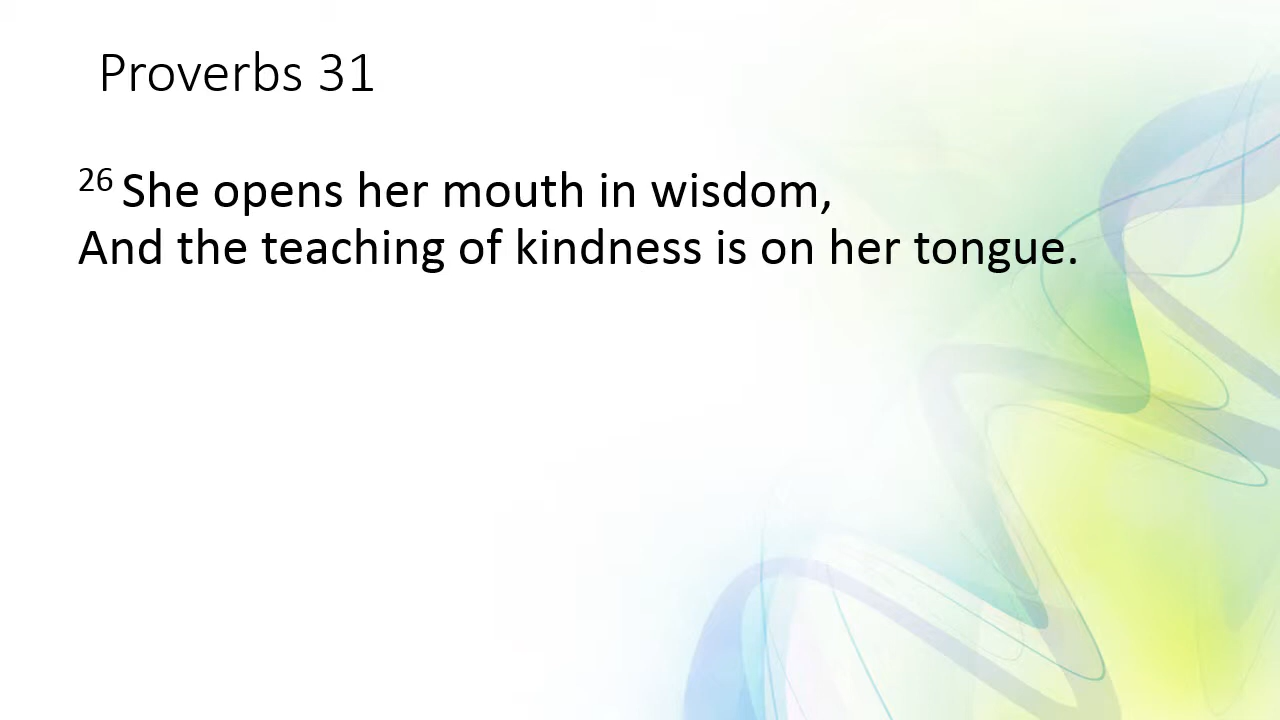 Proverbs 31
26 She opens her mouth in wisdom,
And the teaching of kindness is on her tongue.